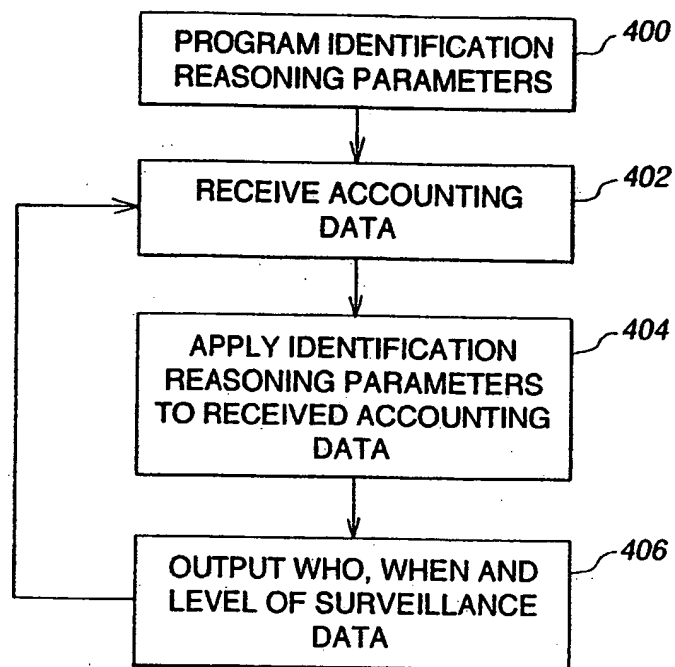 PROGRAM IDENTIFICATION
REASONING PARAMETERS
400
RECEIVE ACCOUNTING
DATA
402
APPLY IDENTIFICATION
REASONING PARAMETERS
TO RECEIVED ACCOUNTING
DATA
404
OUTPUT WHO, WHEN AND
LEVEL OF SURVEILLANCE
DATA
406